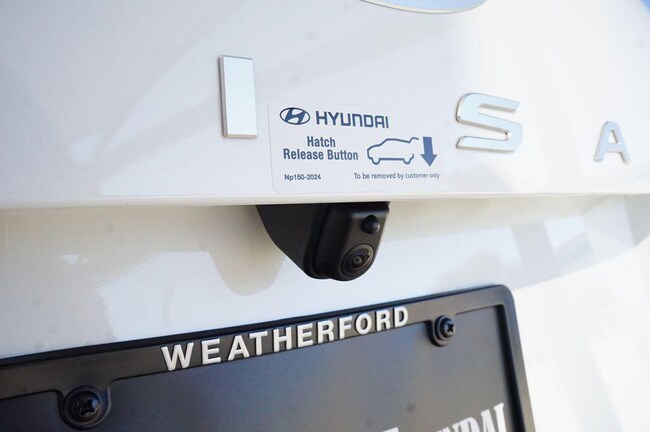 I S A
HYUNDAI
Hatch
Release Button
Np150-2024
To be removed by customer only
WEATHERFORD